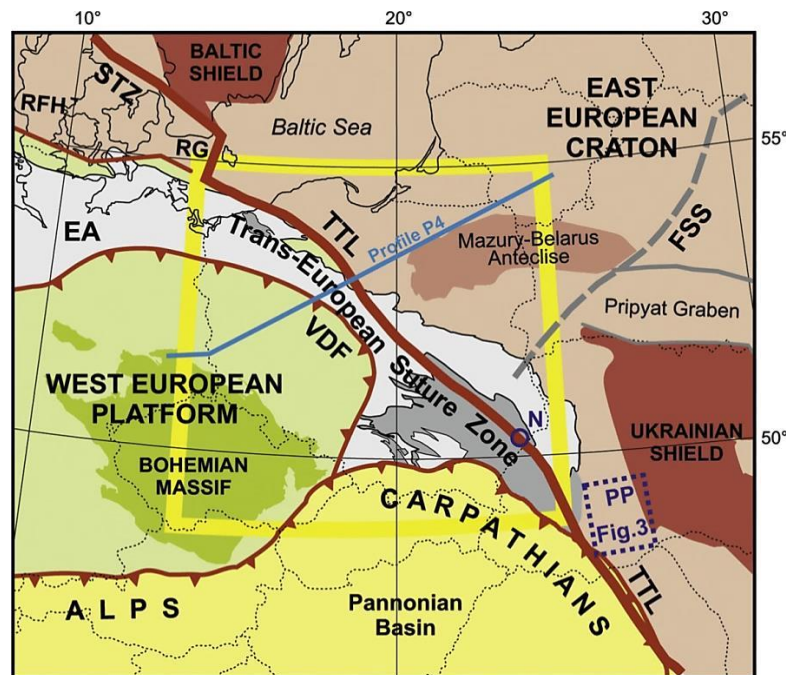 10°
20°
30°
BALTIC
SHIELD
STZ
RFH
EAST
EUROPEAN
CRATON
Baltic Sea
55°
RG
TTL
FSS
EA
Trans-European Suture Zone
Profile P4
Mazury-Belarus
Anteclise
Pripyat Graben
VDF
WEST EUROPEAN
PLATFORM
N
50°
UKRAINIAN
SHIELD
BOHEMIAN
MASSIF
PP
Fig.3
CARPATHIANS
TTL
ALPS
Pannonian
Basin